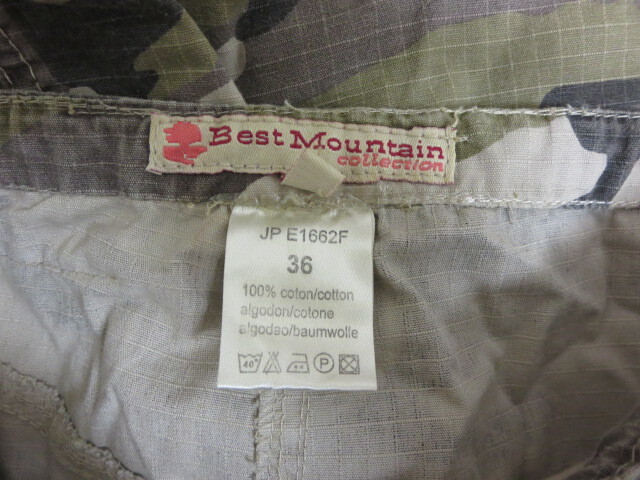 Best Mountain
collection
JP E1662F
36
100% coton/cotton
algodon/cotone
algodao/baumwolle
40°
P